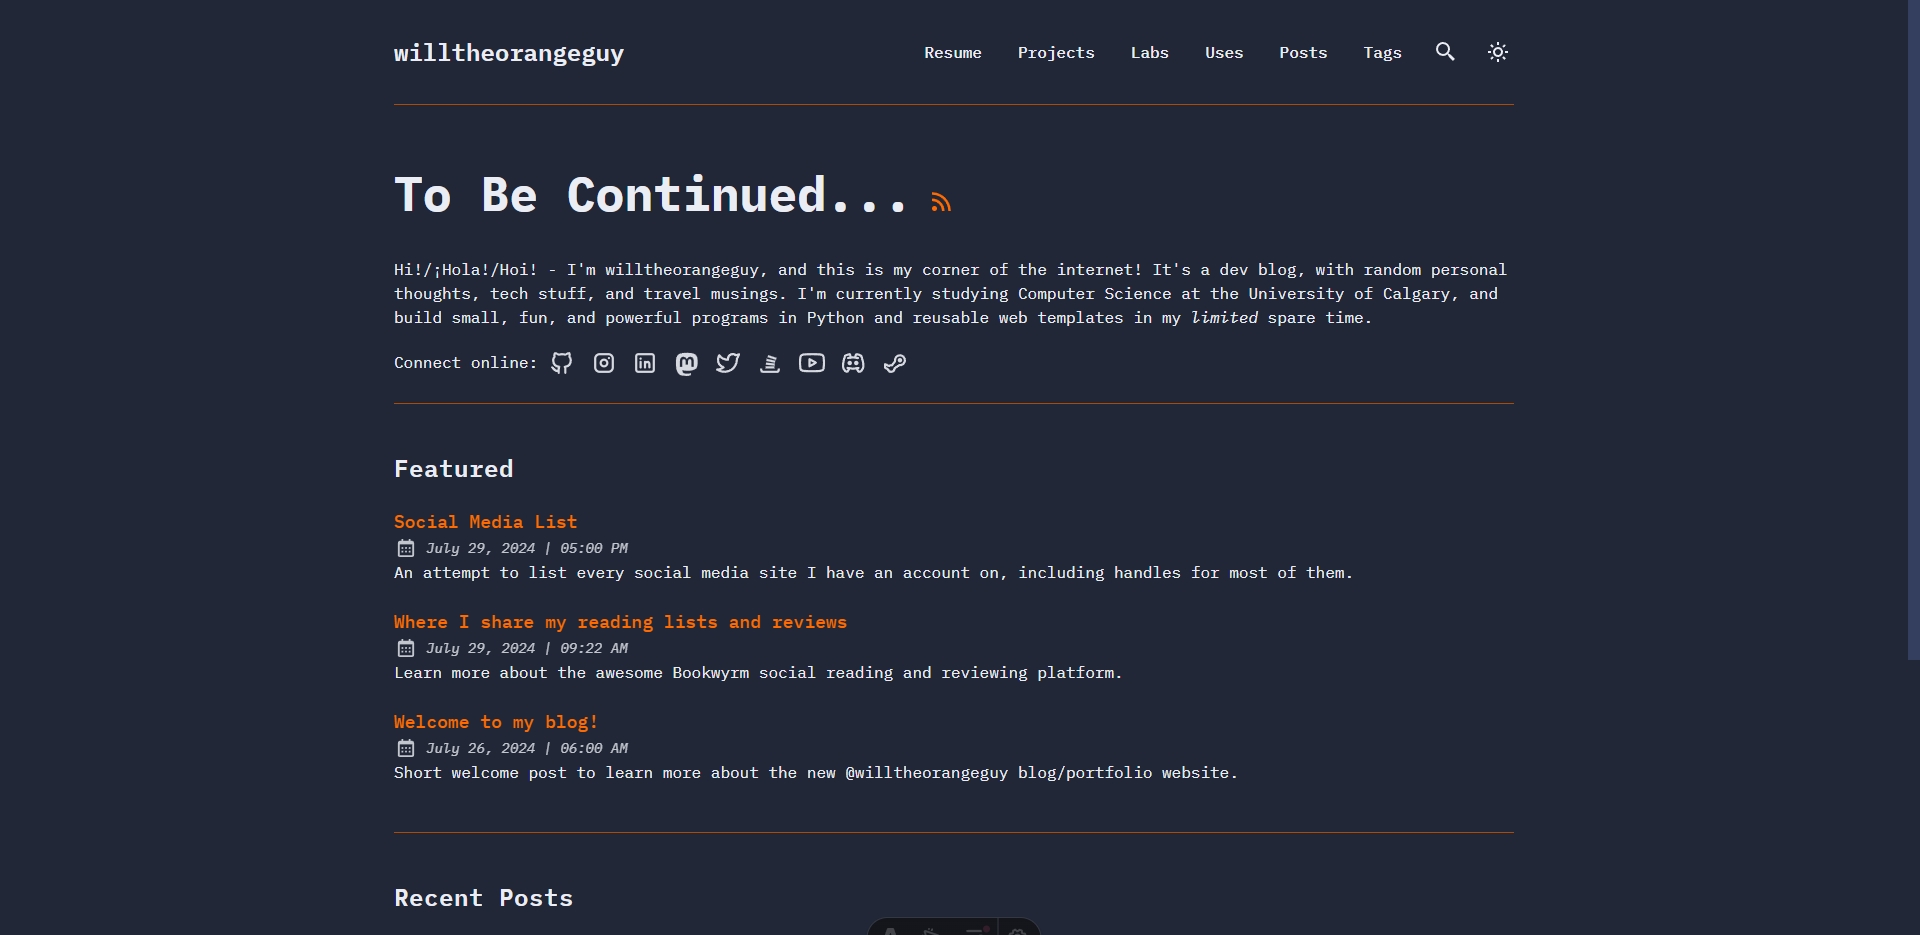 willtheorangeguy
Resume Projects Labs Uses Posts Tags
To Be Continued...
Hi!/¡Hola!/Hoi! - I'm willtheorangeguy, and this is my corner of the internet! It's a dev blog, with random personal
thoughts, tech stuff, and travel musings. I'm currently studying Computer Science at the University of Calgary, and
build small, fun, and powerful programs in Python and reusable web templates in my limited spare time.
Connect online:
Featured
Social Media List
July 29, 2024 | 05:00 PM
An attempt to list every social media site I have an account on, including handles for most of them.
Where I share my reading lists and reviews
July 29, 2024 | 09:22 AM
Learn more about the awesome Bookwyrm social reading and reviewing platform.
Welcome to my blog!
July 26, 2024 | 06:00 AM
Short welcome post to learn more about the new @willtheorangeguy blog/portfolio website.
Recent Posts